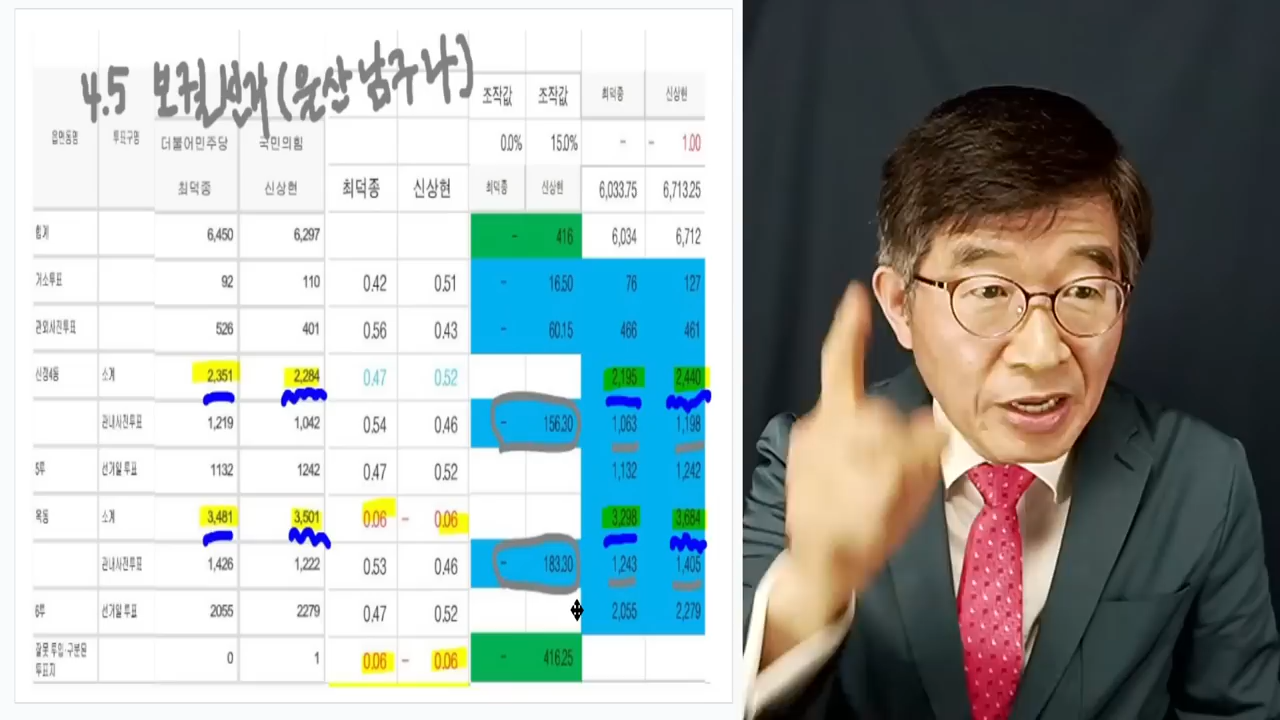 4.5 보궐선거 (울산 남구 나)
조작값 조작값 최덕종 신상현
읍면동명 투표구명 더불어민주당 국민의힘 0.0% 15.0% - - 1.00
최덕종 신상현 최덕종 신상현 최덕종 신상현 6,033.75 6,713.25
합계 6,450 6,297 - 416 6,034 6,712
거소투표 92 110 0.42 0.51 - 16.50 76 127
관외사전투표 526 401 0.56 0.43 - 60.15 466 461
신정4동 소계 2,351 2,284 0.47 0.52 2,195 2,440
관내사전투표 1,219 1,042 0.54 0.46 - 156.30 1,063 1,198
5투 선거일 투표 1132 1242 0.47 0.52 1,132 1,242
옥동 소계 3,481 3,501 0.06 - 0.06 3,298 3,684
관내사전투표 1,426 1,222 0.53 0.46 - 183.30 1,243 1,405
6투 선거일 투표 2055 2279 0.47 0.52 2,055 2,279
잘못 투입·구분된 0 1 0.06 - 0.06 - 416.25
투표지